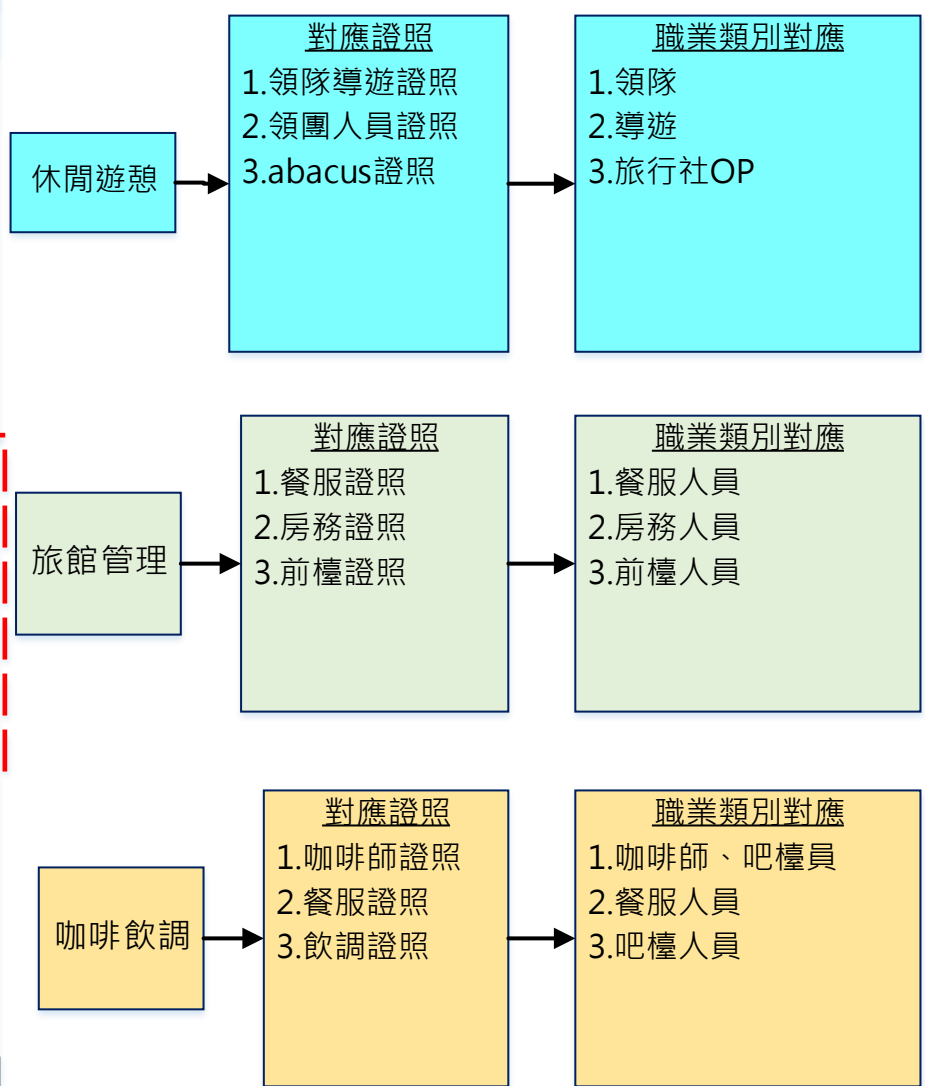 對應證照
1.領隊導遊證照
2.領團人員證照
3.abacus證照
職業類別對應
1.領隊
2.導遊
3.旅行社OP
休閒遊憩
對應證照
1.餐服證照
2.房務證照
3.前檯證照
職業類別對應
1.餐服人員
2.房務人員
3.前檯人員
旅館管理
對應證照
1.咖啡師證照
2.餐服證照
3.飲調證照
職業類別對應
1.咖啡師、吧檯員
2.餐服人員
3.吧檯人員
咖啡飲調